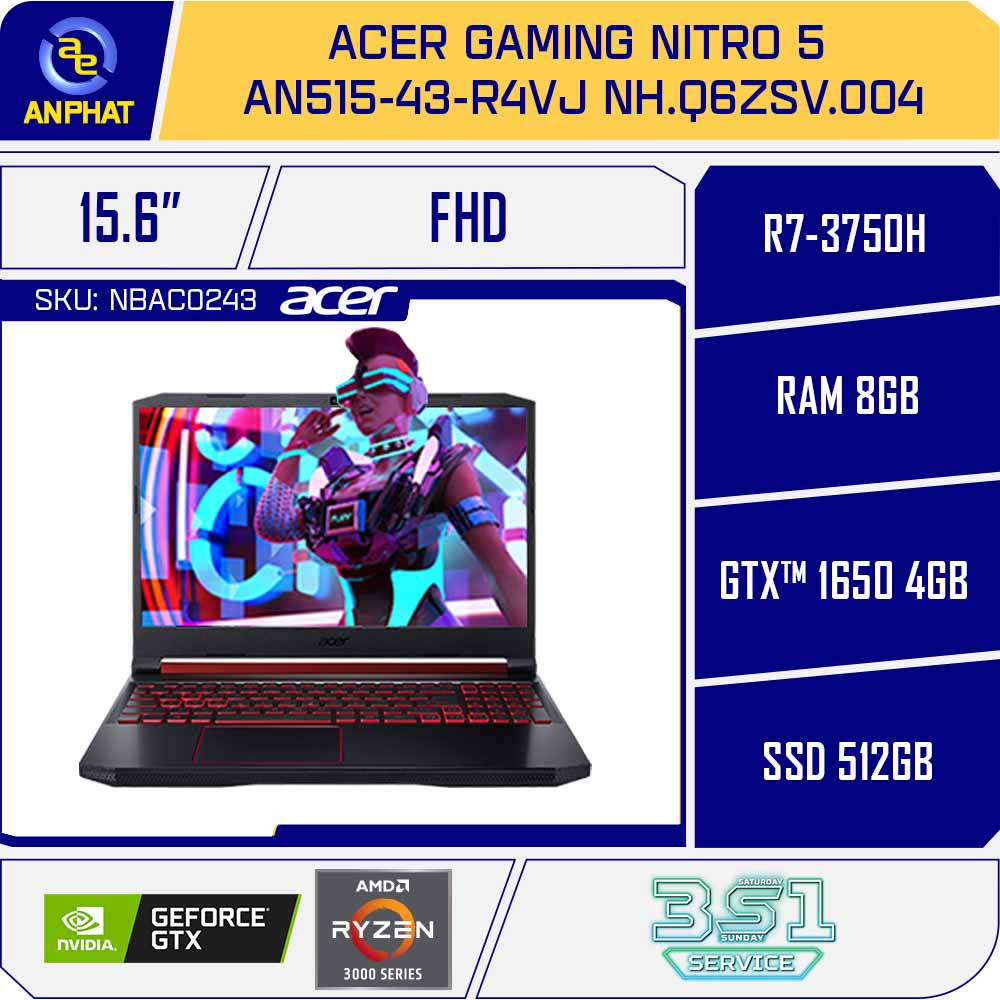 ae
ANPHAT
ACER GAMING NITRO 5
AN515-43-R4VJ NH.Q6ZSV.004
15.6"
FHD
SKU: NBAC0243 acer
R7-3750H
RAM 8GB
GTX™ 1650 4GB
SSD 512GB
acer
NVIDIA.
GEFORCE
GTX
AMD
RYZEN
3000 SERIES
3S1
SATURDAY
SUNDAY
SERVICE